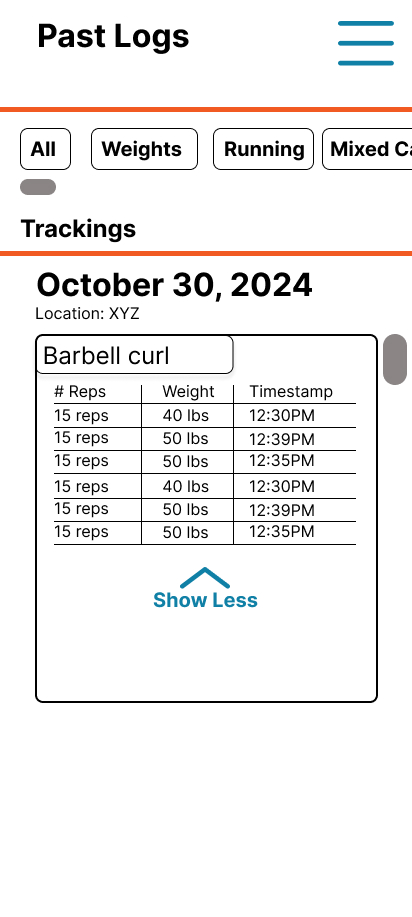 Past Logs
All Weights Running Mixed Ca
Trackings
October 30, 2024
Location: XYZ
Barbell curl
# Reps Weight Timestamp
15 reps 40 lbs 12:30PM
15 reps 50 lbs 12:39PM
15 reps 50 lbs 12:35PM
15 reps 40 lbs 12:30PM
15 reps 50 lbs 12:39PM
15 reps 50 lbs 12:35PM
Show Less